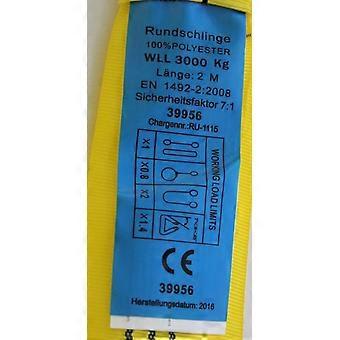 Rundschlinge
100%POLYESTER
WLL 3000 Kg
Länge: 2 M
EN 1492-2:2008
Sicherheitsfaktor 7:1
39956
Chargennr.:RU-1115
WORKING LOAD LIMITS
X1
X0.8
X2
X1.4
CE
39956
Herstellungsdatum: 2016